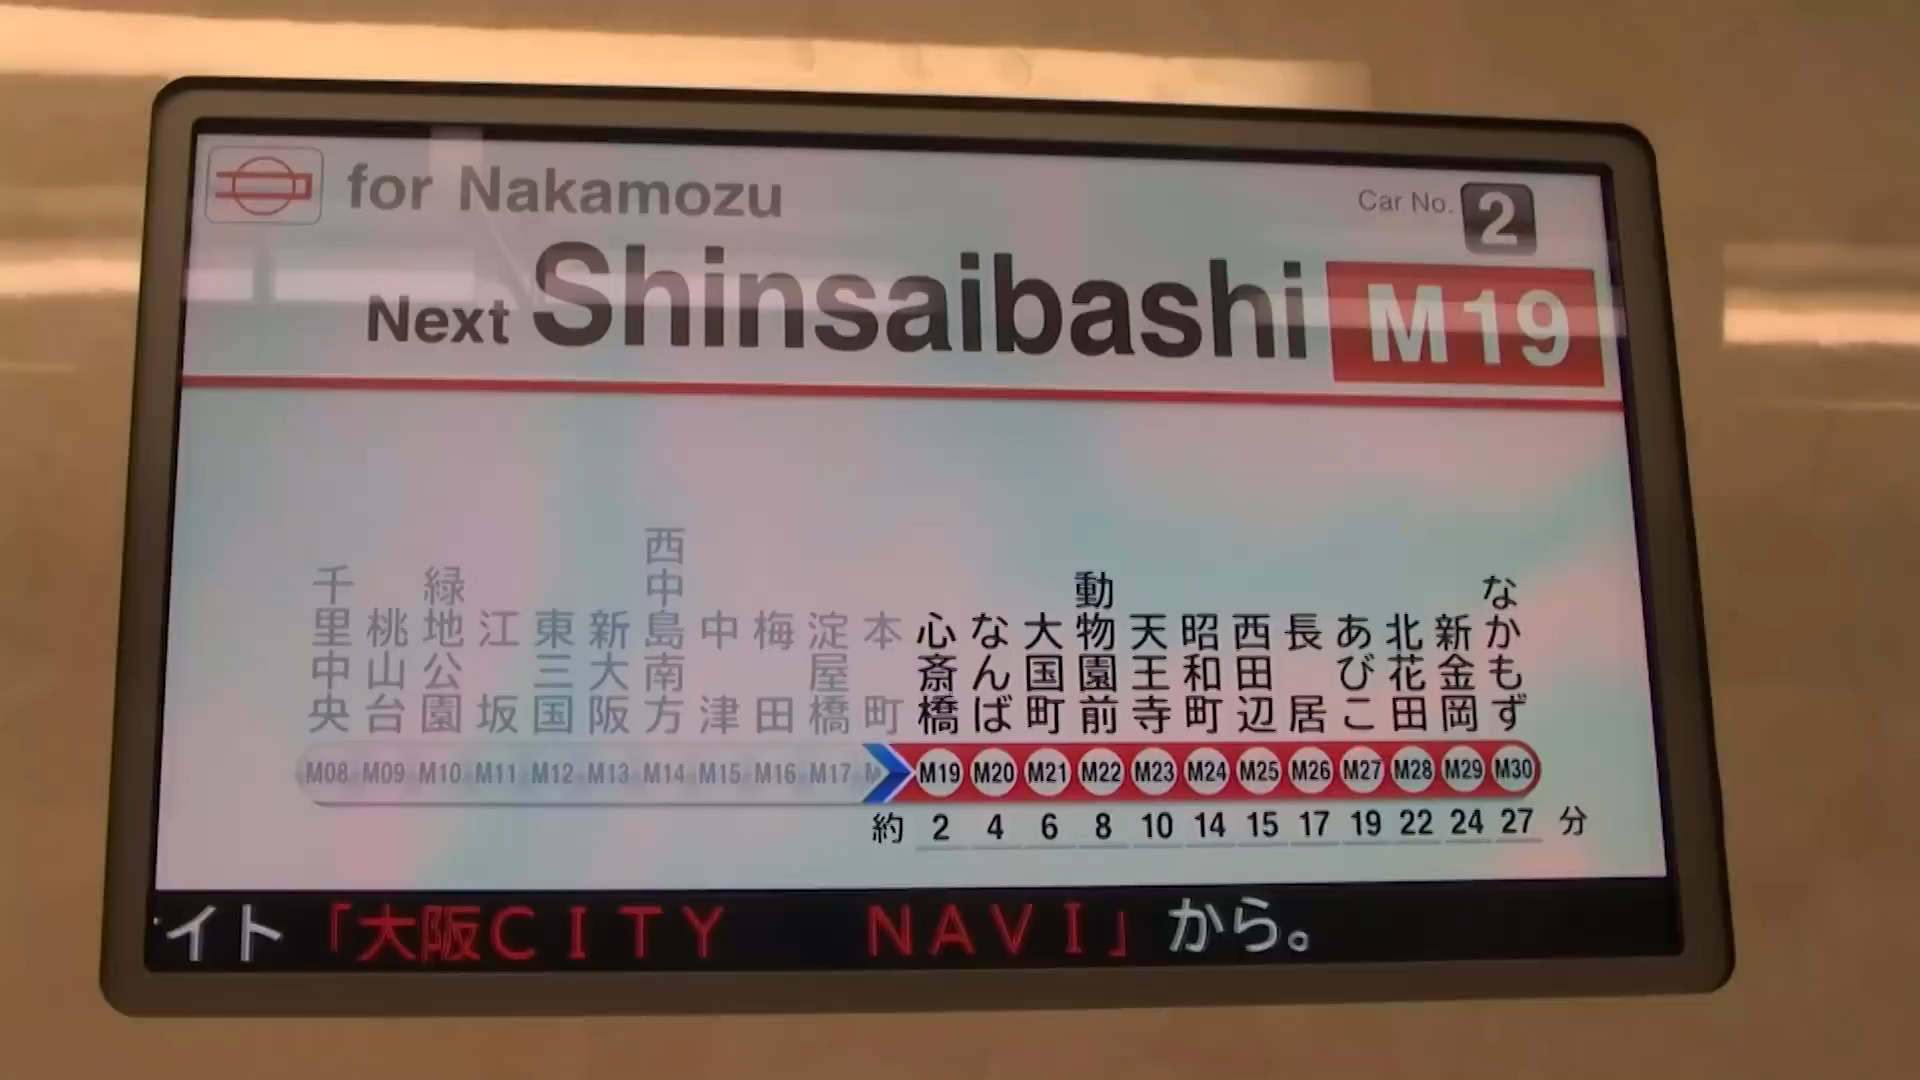 for Nakamozu
Car No. 2
Next Shinsaibashi M19
千里中央
桃山台
緑地公園
江坂
東三国
新大阪
西中島南方
中津
梅田
淀屋橋
本町
心斎橋
なんば
大国町
動物園前
天王寺
昭和町
西田辺
長居
あびこ
北花田
新金岡
なかもず
M08 M09 M10 M11 M12 M13 M14 M15 M16 M17 M19 M20 M21 M22 M23 M24 M25 M26 M27 M28 M29 M30
約 2 4 6 8 10 14 15 17 19 22 24 27 分
イト「大阪CITY NAVI」から。